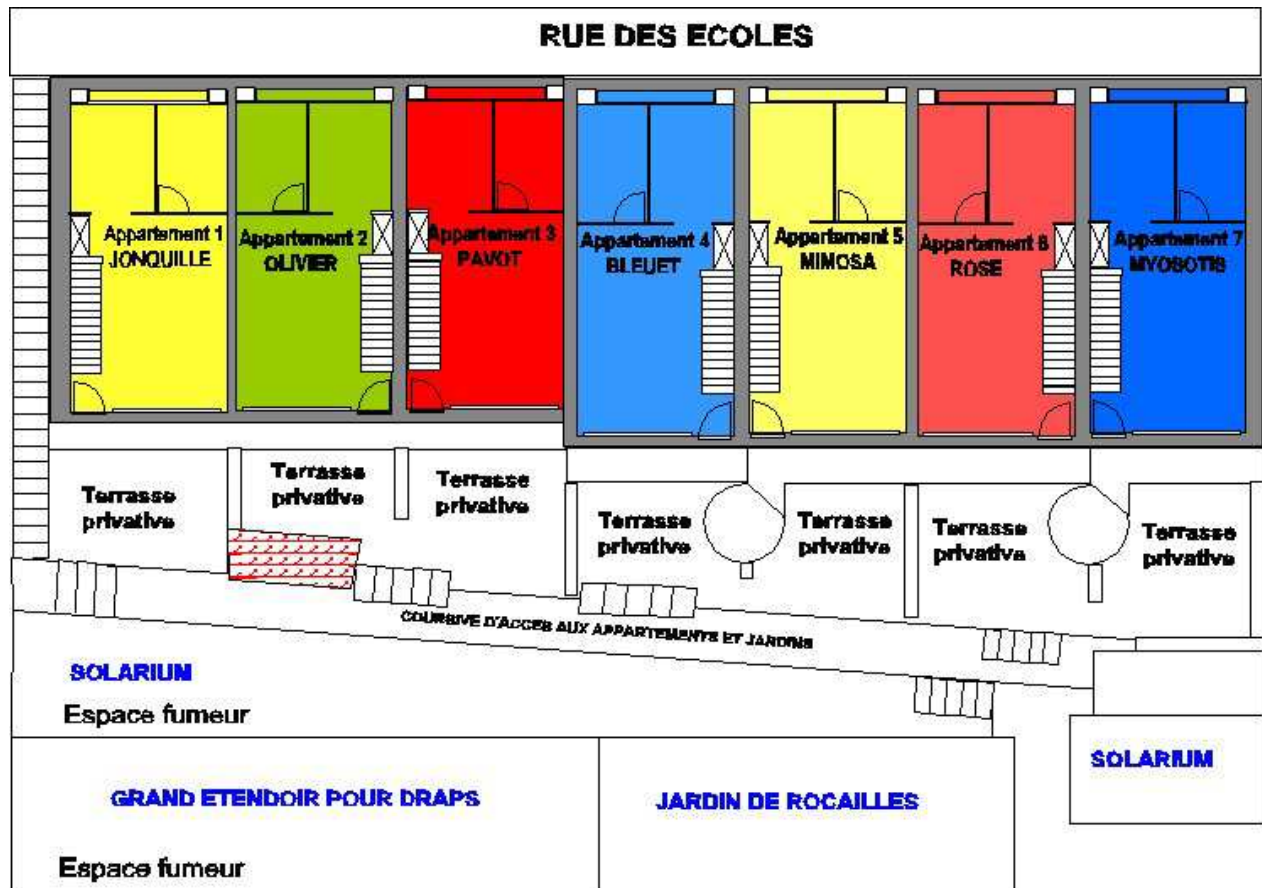 RUE DES ECOLES
Appartement 1
JONQUILLE
Appartement 2
OLIVIER
Appartement 3
PAVOT
Appartement 4
BLEUET
Appartement 5
MIMOSA
Appartement 6
ROSE
Appartement 7
MYOSOTIS
Terrasse
privative
Terrasse
privative
Terrasse
privative
Terrasse
privative
Terrasse
privative
Terrasse
privative
Terrasse
privative
COURSIVE D'ACCES AUX APPARTEMENTS ET JARDINS
SOLARIUM
Espace fumeur
SOLARIUM
GRAND ETENDOIR POUR DRAPS
JARDIN DE ROCAILLES
Espace fumeur